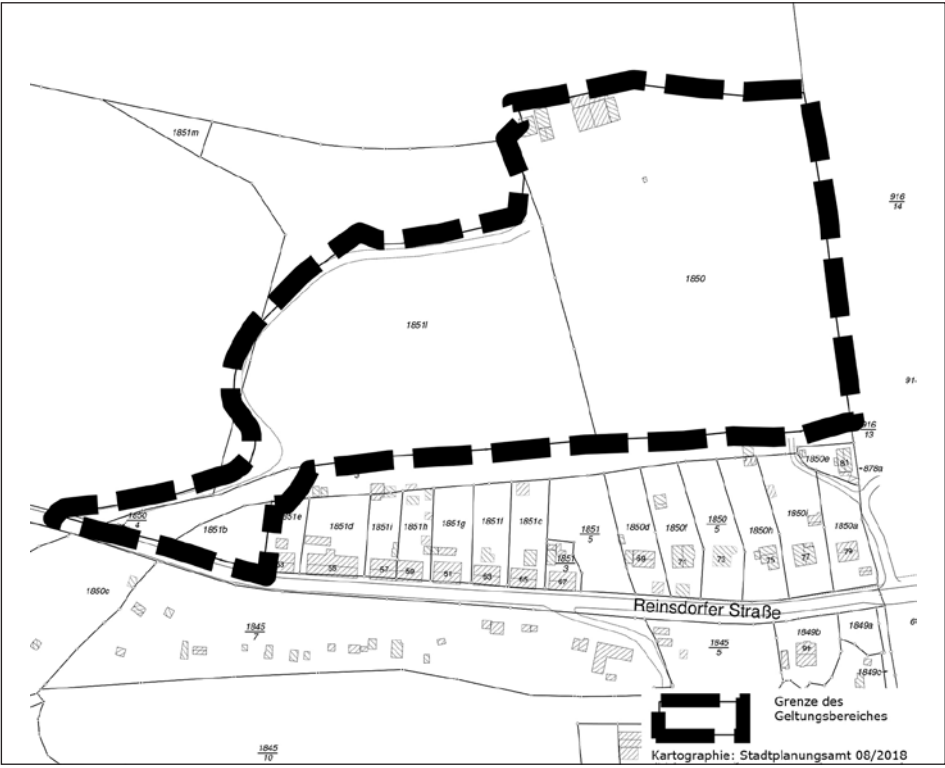 1851m
916
14
1850
1851l
91
916
13
1850e
81
878a
1850
4
1851b
1851e
1851d
1851i
1851h
1851g
1851f
1851c
1851
5
1850d
1850f
1850
5
1850h
1850i
1850a
53
55
57
59
61
63
65
67
1851
3
69
71
73
75
77
79
Reinsdorfer Straße
1850c
1845
7
1845
5
1849b
91
1849a
1849c
1845
10
Grenze des
Geltungsbereiches
Kartographie: Stadtplanungsamt 08/2018